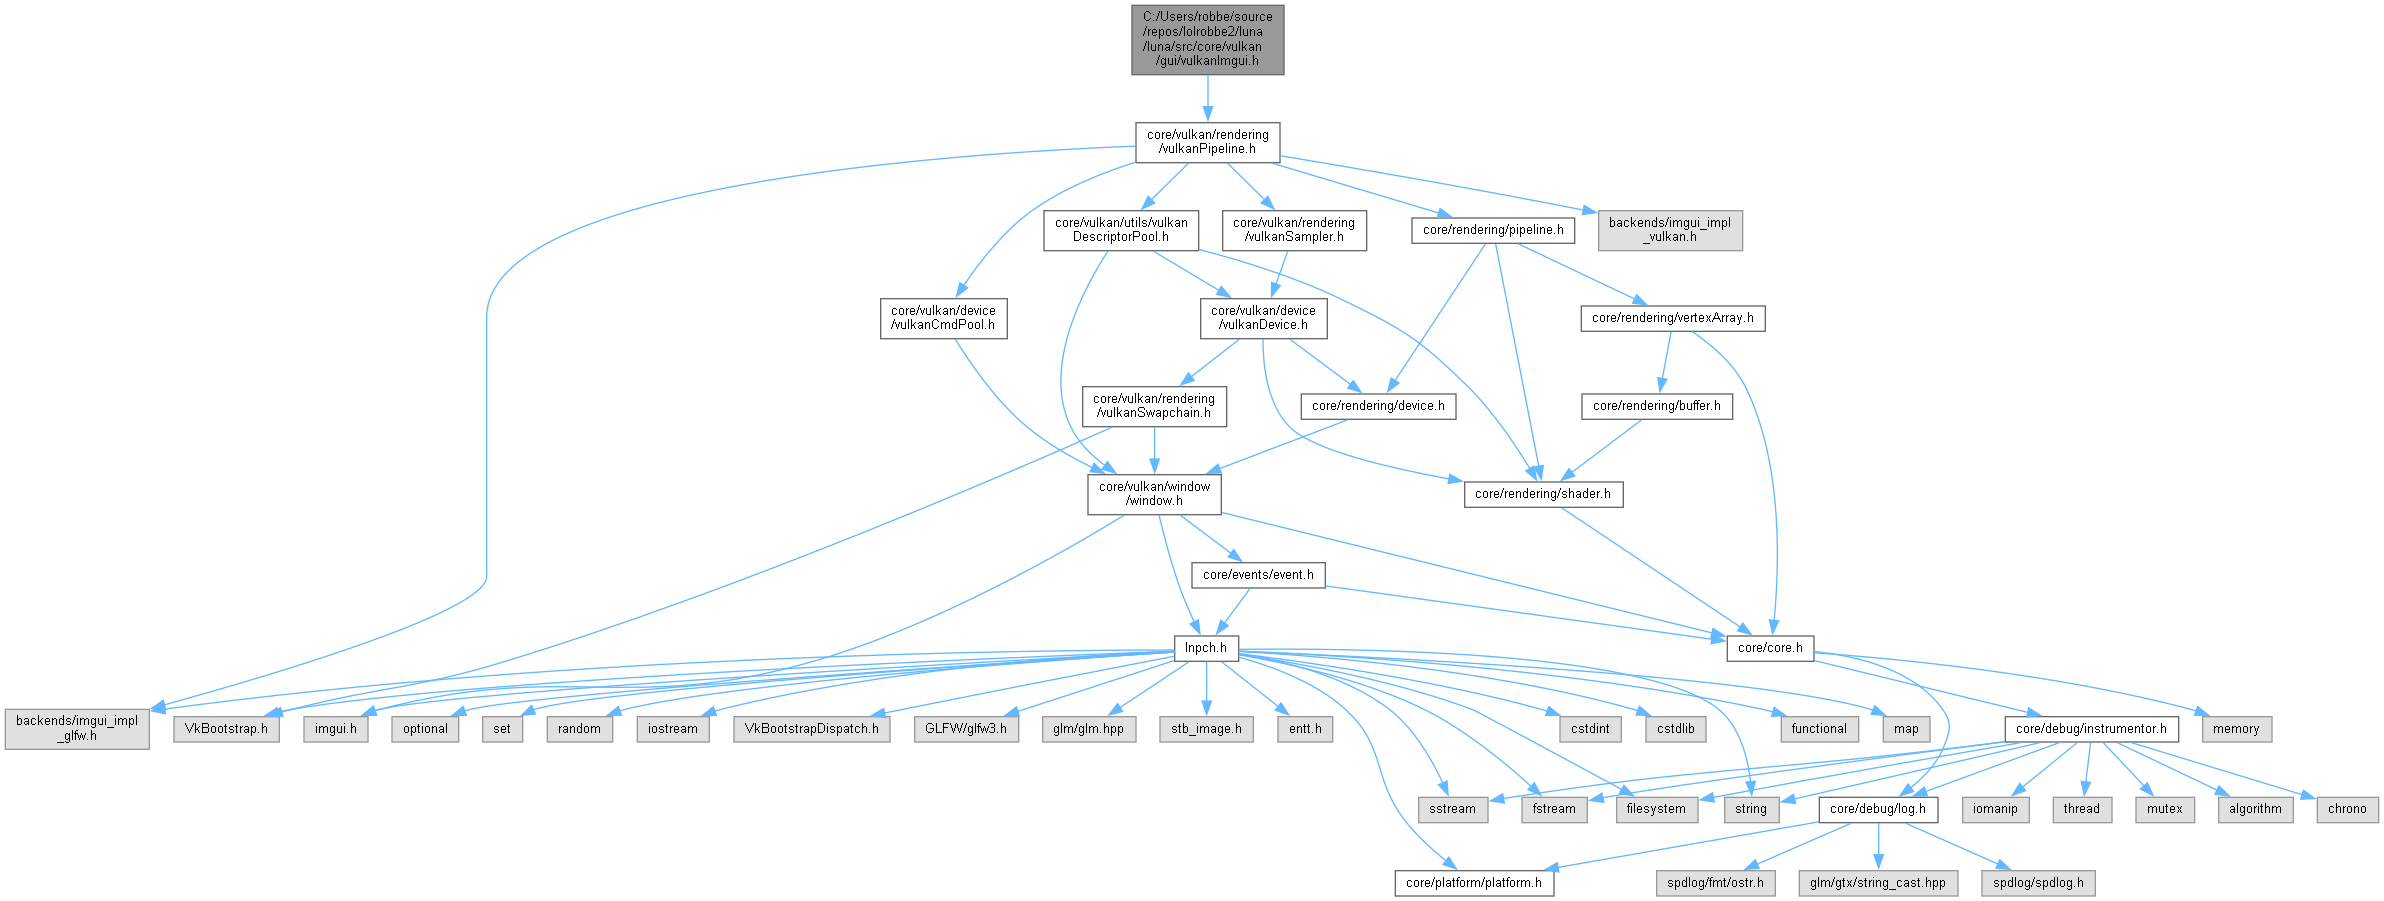 C:/Users/robbe/source
/repos/lolrobbe2/luna
/luna/src/core/vulkan
/gui/vulkanImgui.h
core/vulkan/rendering
/vulkanPipeline.h
core/vulkan/utils/vulkan
DescriptorPool.h
core/vulkan/rendering
/vulkanSampler.h
core/rendering/pipeline.h
backends/imgui_impl
_vulkan.h
core/vulkan/device
/vulkanCmdPool.h
core/vulkan/device
/vulkanDevice.h
core/rendering/vertexArray.h
core/vulkan/rendering
/vulkanSwapchain.h
core/rendering/device.h
core/rendering/buffer.h
core/vulkan/window
/window.h
core/rendering/shader.h
core/events/event.h
lnpch.h
core/core.h
backends/imgui_impl
_glfw.h
VkBootstrap.h
imgui.h
optional
set
random
iostream
VkBootstrapDispatch.h
GLFW/glfw3.h
glm/glm.hpp
stb_image.h
entt.h
cstdint
cstdlib
functional
map
core/debug/instrumentor.h
memory
sstream
fstream
filesystem
string
core/debug/log.h
iomanip
thread
mutex
algorithm
chrono
core/platform/platform.h
spdlog/fmt/ostr.h
glm/gtx/string_cast.hpp
spdlog/spdlog.h